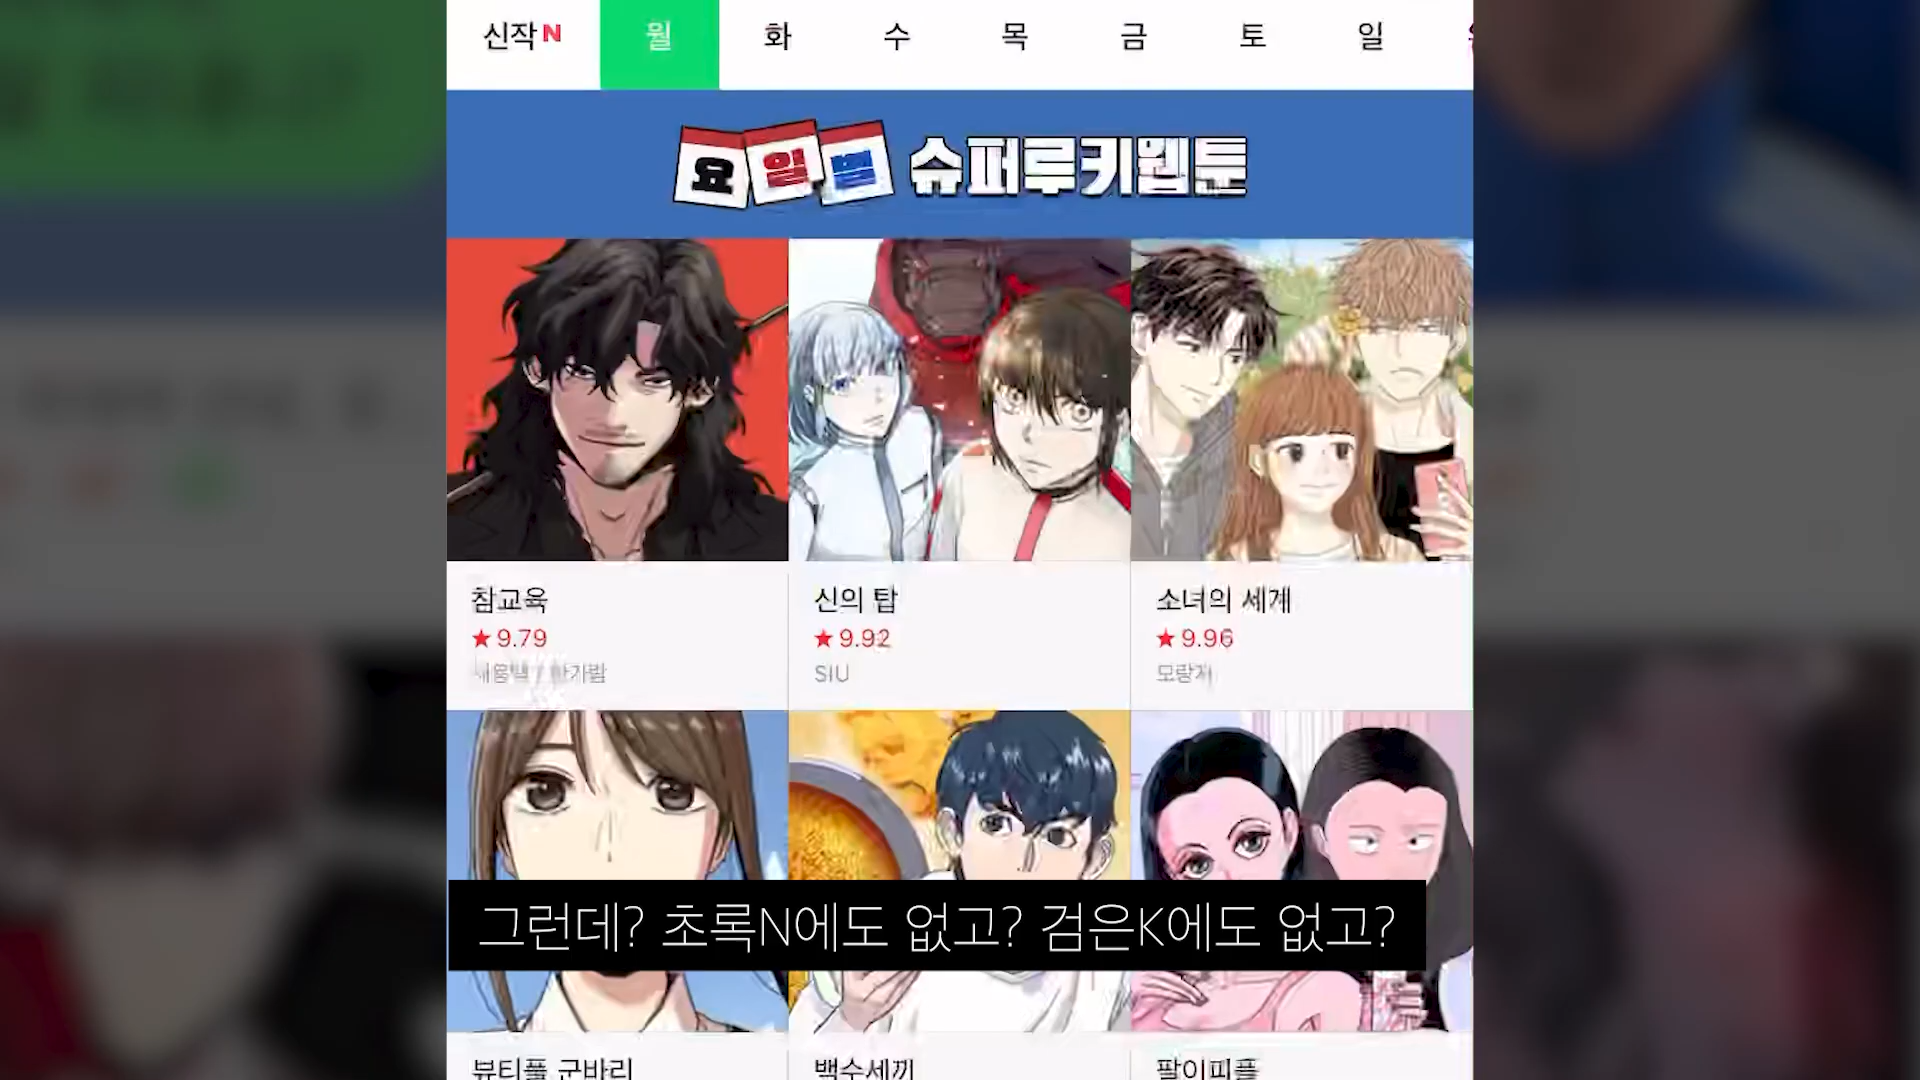 신작 N 월 화 수 목 금 토 일
요일별 슈퍼루키웹툰
참교육 신의 탑 소녀의 세계
★9.79 ★9.92 ★9.96
SIU 모랑지
그런데? 초록N에도 없고? 검은K에도 없고?
뷰티풀 군바리 백수세끼 팔이피플